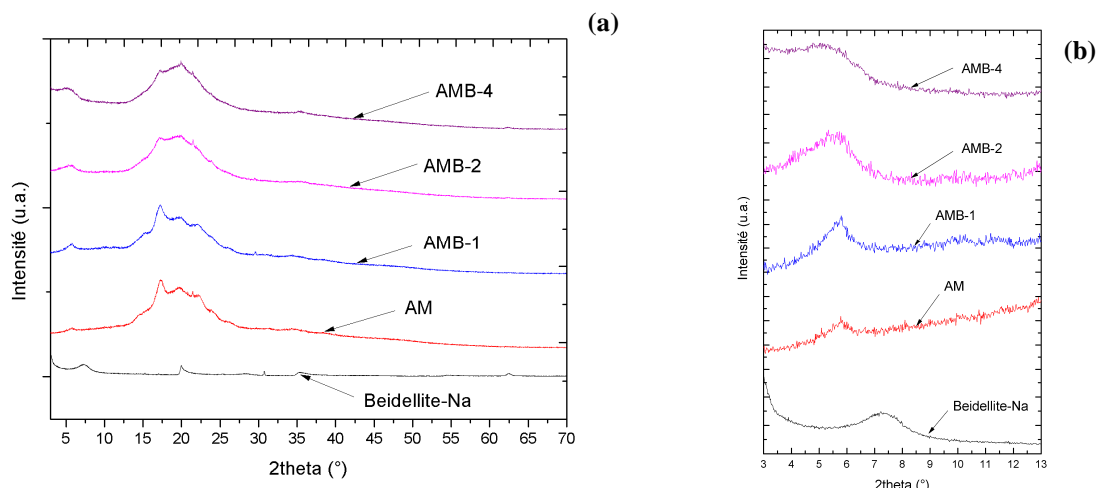 (a)
AMB-4
AMB-2
AMB-1
AM
Beidellite-Na
Intensité (u.a.)
5 10 15 20 25 30 35 40 45 50 55 60 65 70
2theta (°)
(b)
AMB-4
AMB-2
AMB-1
AM
Beidellite-Na
Intensité (u.a.)
3 4 5 6 7 8 9 10 11 12 13
2theta (°)